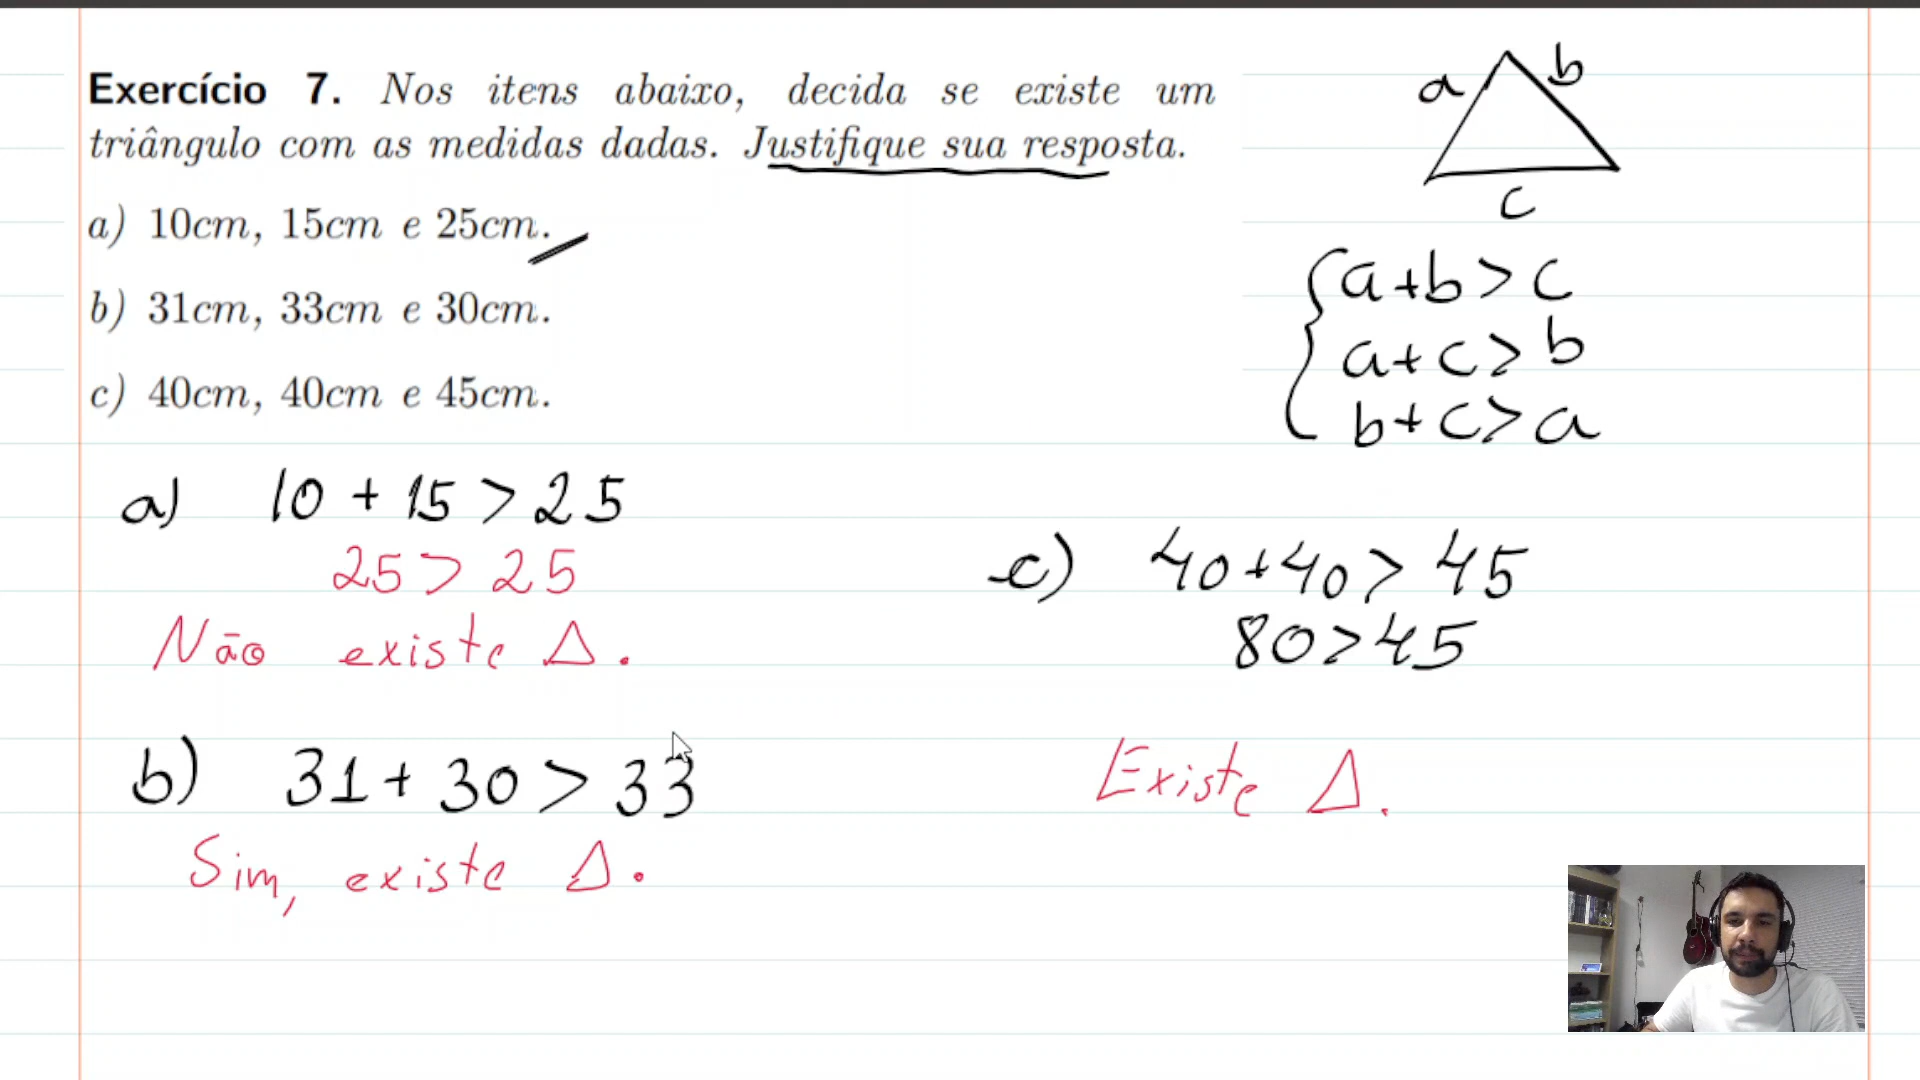 Exercício 7. Nos itens abaixo, decida se existe um
triângulo com as medidas dadas. Justifique sua resposta.
a) 10cm, 15cm e 25cm.
b) 31cm, 33cm e 30cm.
c) 40cm, 40cm e 45cm.
a b
c
a+b>c
a+c>b
b+c>a
a) 10 + 15 > 25
25 > 25
Não existe Δ.
b) 31 + 30 > 33
Sim, existe Δ.
c) 40+40>45
80>45
Existe Δ.